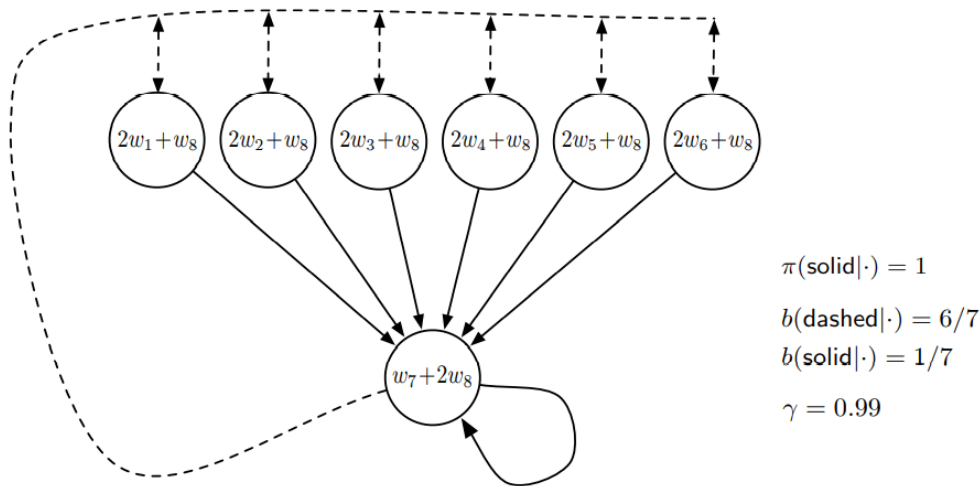 2w₁+w₈ 2w₂+w₈ 2w₃+w₈ 2w₄+w₈ 2w₅+w₈ 2w₆+w₈
π(solid|·) = 1
b(dashed|·) = 6/7
b(solid|·) = 1/7
w₇+2w₈
γ = 0.99